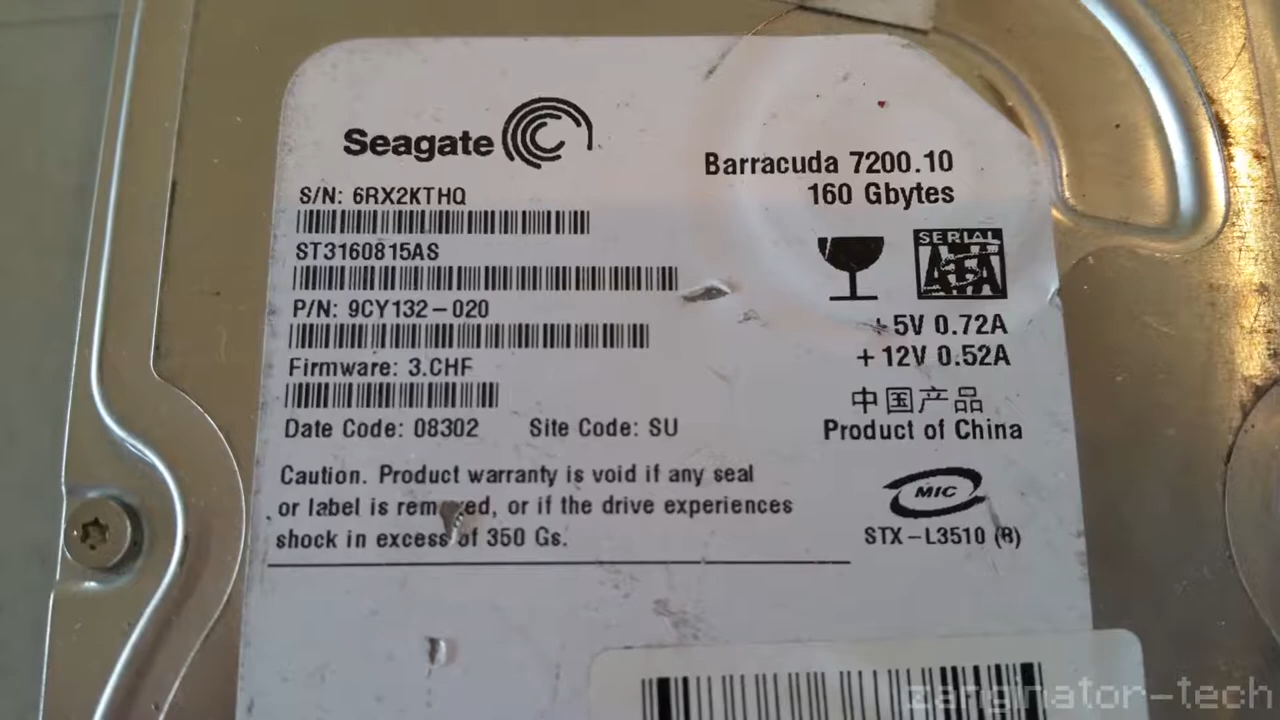 Seagate
S/N: 6RX2KTHQ
ST3160815AS
P/N: 9CY132-020
Firmware: 3.CHF
Date Code: 08302 Site Code: SU
Caution. Product warranty is void if any seal
or label is removed, or if the drive experiences
shock in excess of 350 Gs.
Barracuda 7200.10
160 Gbytes
SERIAL
ATA
+5V 0.72A
+12V 0.52A
中国产品
Product of China
MIC
STX-L3510 (B)
zanginator-tech